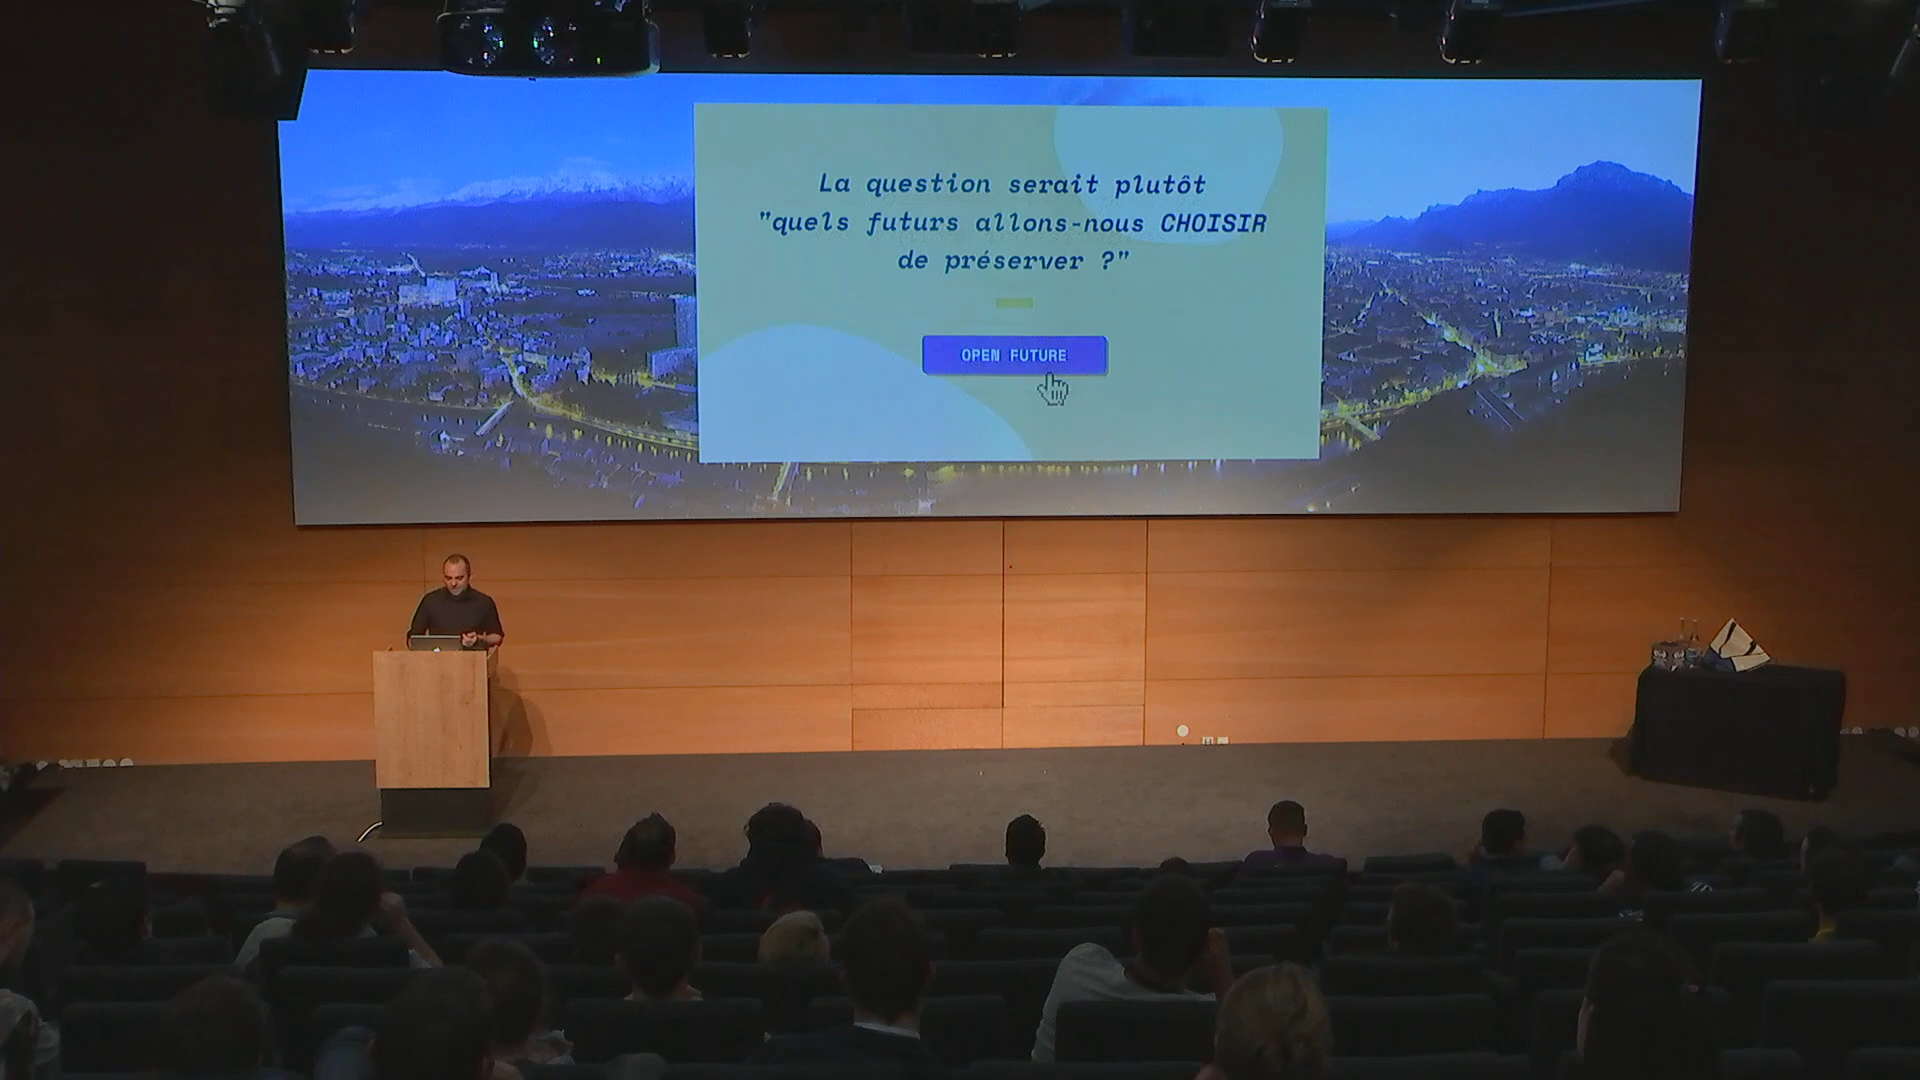 La question serait plutôt
"quels futurs allons-nous CHOISIR
de préserver ?"
OPEN FUTURE